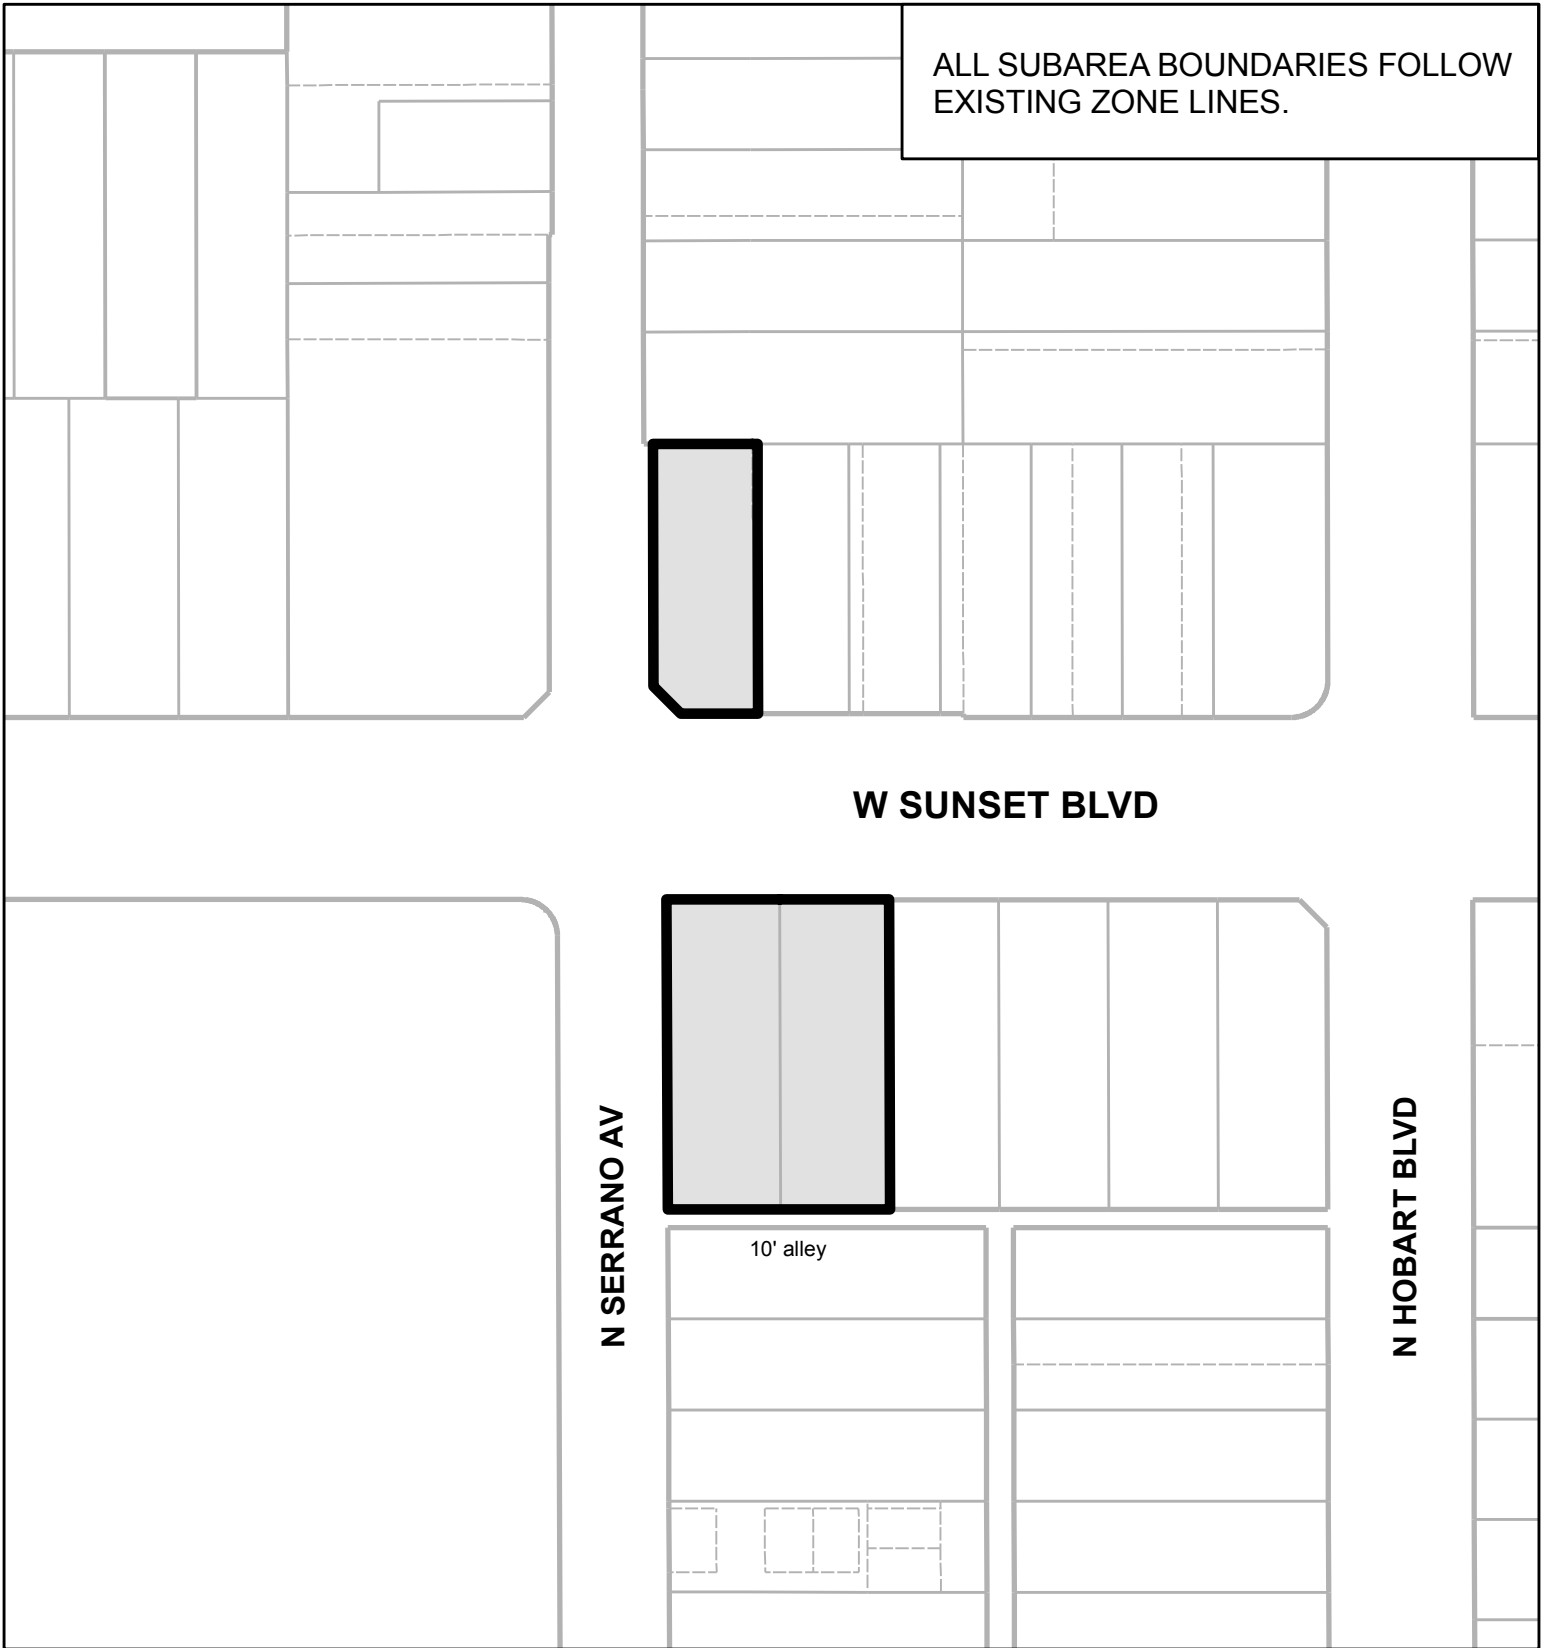 ALL SUBAREA BOUNDARIES FOLLOW
EXISTING ZONE LINES.
W SUNSET BLVD
N SERRANO AV
N HOBART BLVD
10' alley